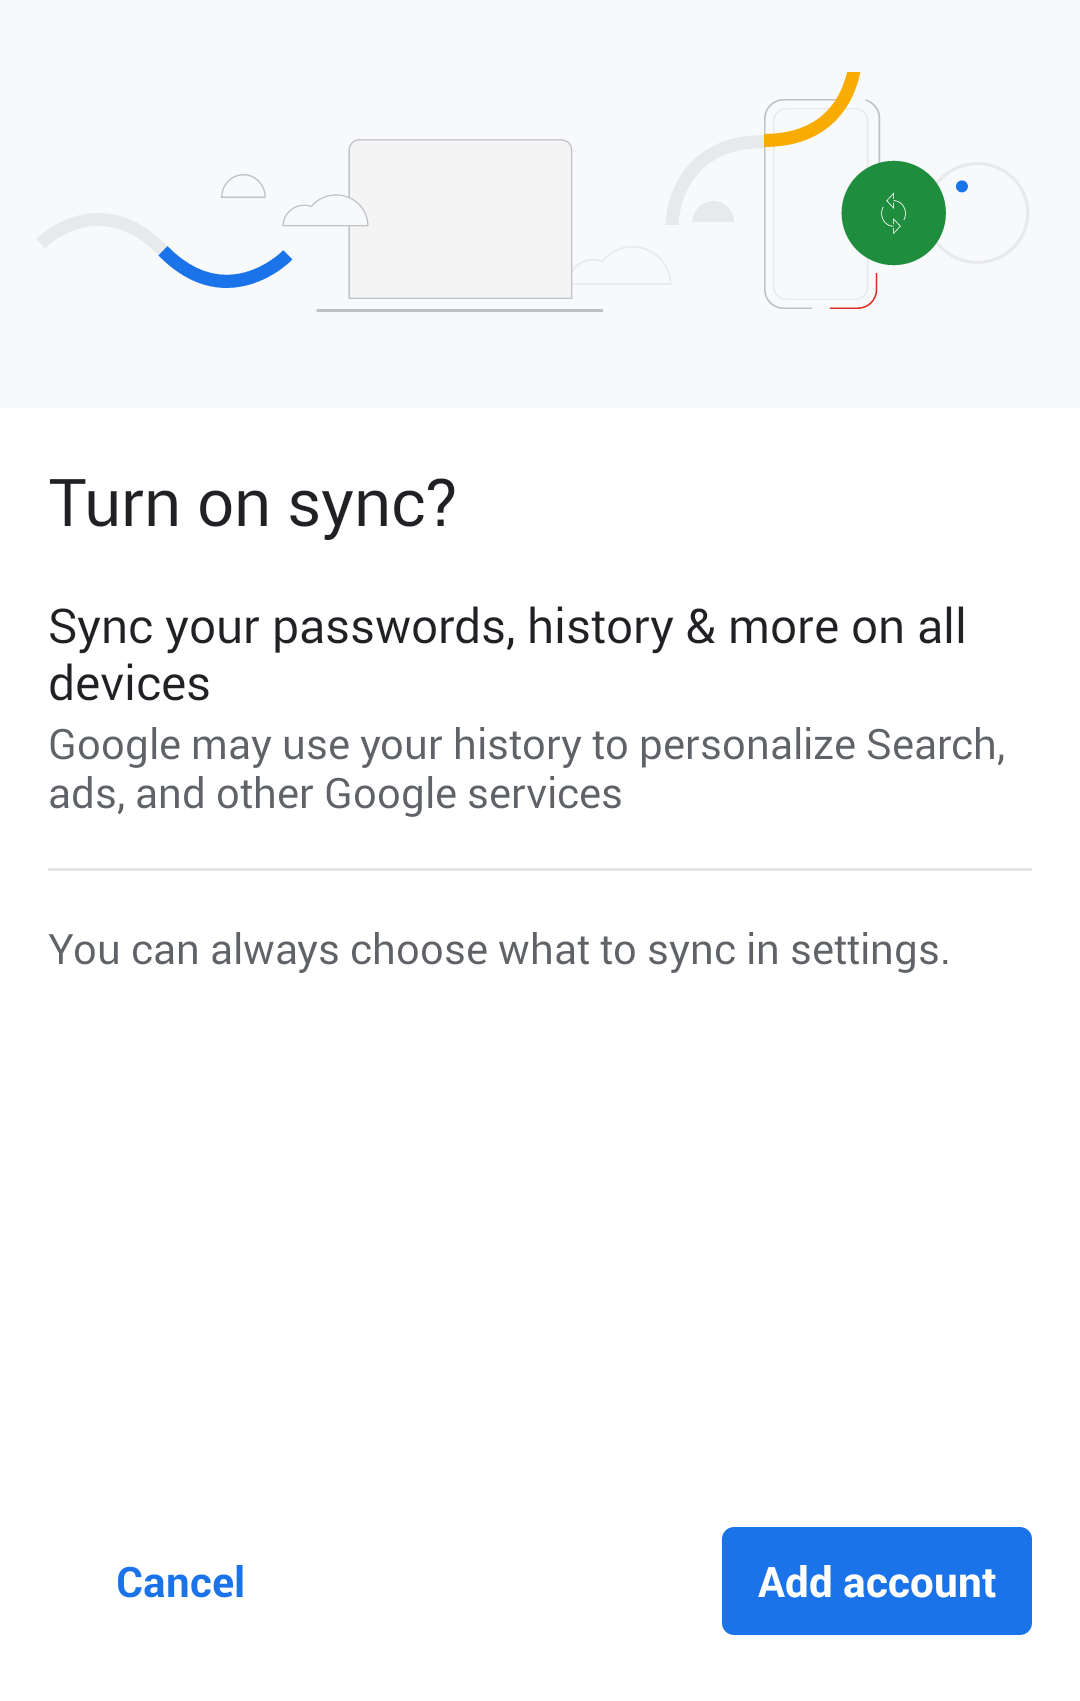 Turn on sync?
Sync your passwords, history & more on all
devices
Google may use your history to personalize Search,
ads, and other Google services
You can always choose what to sync in settings.
Cancel
Add account